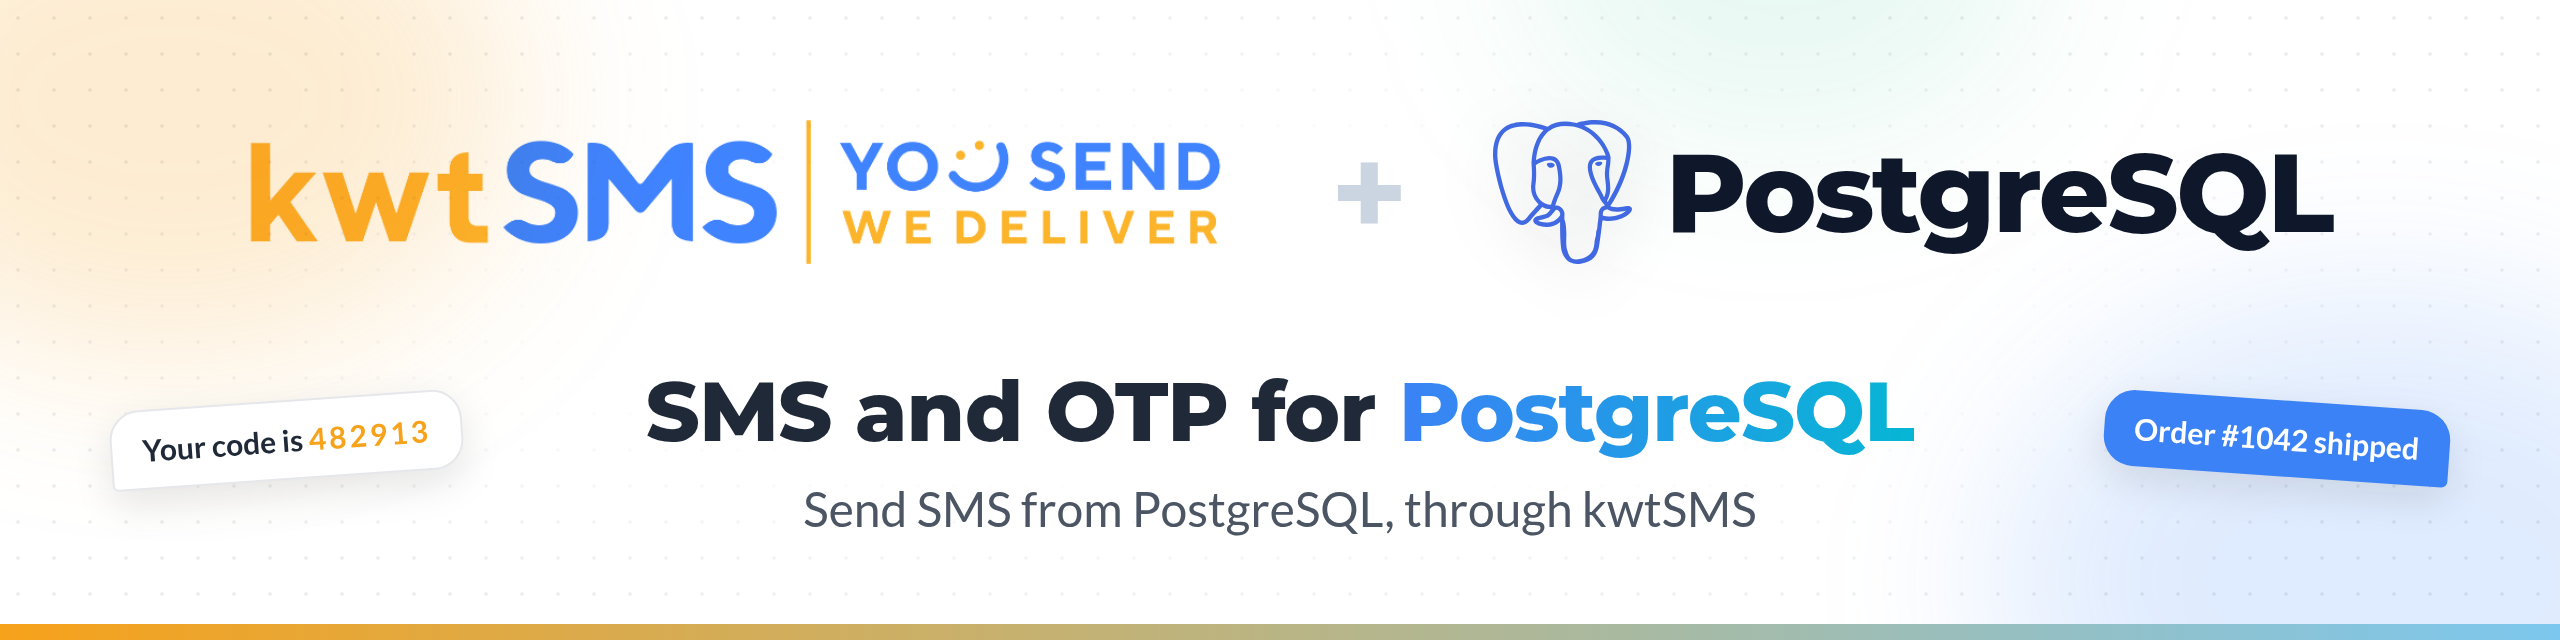 kwtSMS
YOU SEND
WE DELIVER
+
PostgreSQL
SMS and OTP for PostgreSQL
Your code is 482913
Order #1042 shipped
Send SMS from PostgreSQL, through kwtSMS